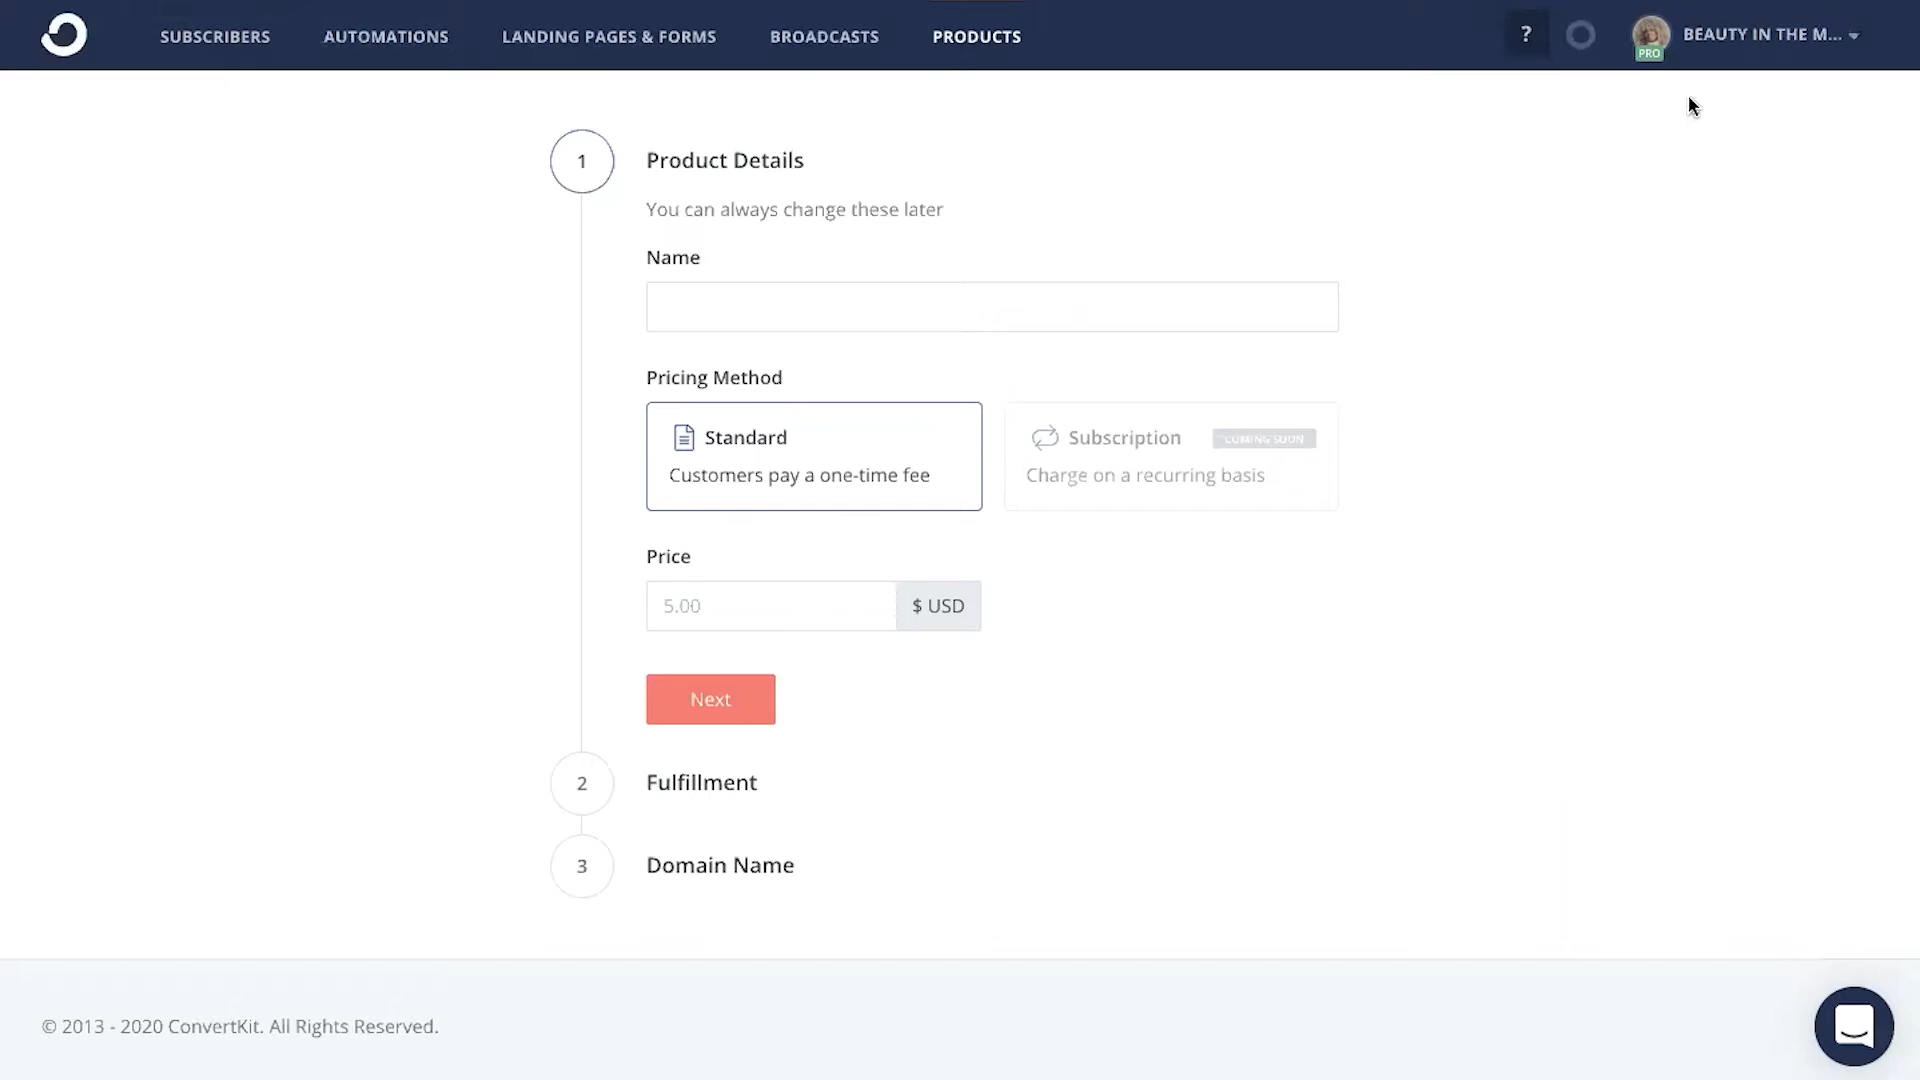 SUBSCRIBERS AUTOMATIONS LANDING PAGES & FORMS BROADCASTS PRODUCTS ? PRO BEAUTY IN THE M...
1 Product Details
You can always change these later
Name
Pricing Method
Standard
Customers pay a one-time fee
Subscription COMING SOON
Charge on a recurring basis
Price
5.00 $ USD
Next
2 Fulfillment
3 Domain Name
© 2013 - 2020 ConvertKit. All Rights Reserved.